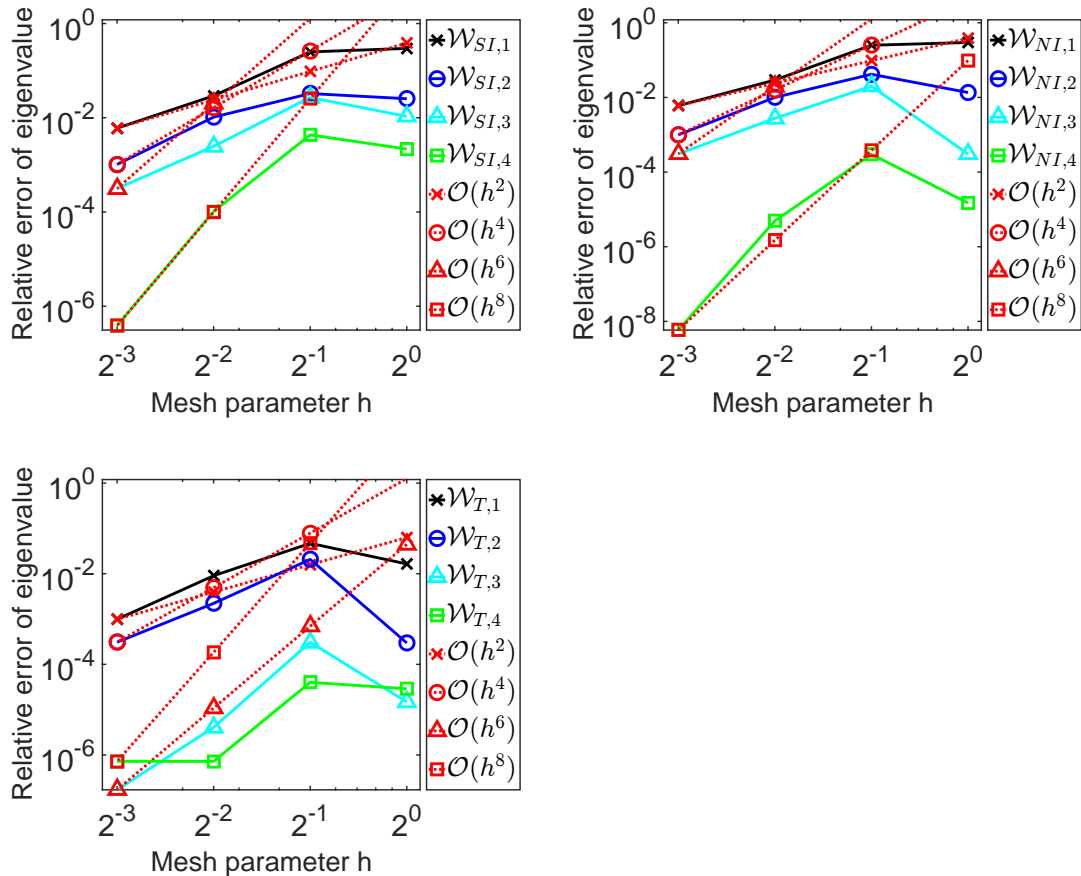 Relative error of eigenvalue
10^0
10^-2
10^-4
10^-6
2^-3 2^-2 2^-1 2^0
Mesh parameter h
𝒲_{SI,1}
𝒲_{SI,2}
𝒲_{SI,3}
𝒲_{SI,4}
𝒪(h^2)
𝒪(h^4)
𝒪(h^6)
𝒪(h^8)
Relative error of eigenvalue
10^0
10^-2
10^-4
10^-6
10^-8
2^-3 2^-2 2^-1 2^0
Mesh parameter h
𝒲_{NI,1}
𝒲_{NI,2}
𝒲_{NI,3}
𝒲_{NI,4}
𝒪(h^2)
𝒪(h^4)
𝒪(h^6)
𝒪(h^8)
Relative error of eigenvalue
10^0
10^-2
10^-4
10^-6
2^-3 2^-2 2^-1 2^0
Mesh parameter h
𝒲_{T,1}
𝒲_{T,2}
𝒲_{T,3}
𝒲_{T,4}
𝒪(h^2)
𝒪(h^4)
𝒪(h^6)
𝒪(h^8)